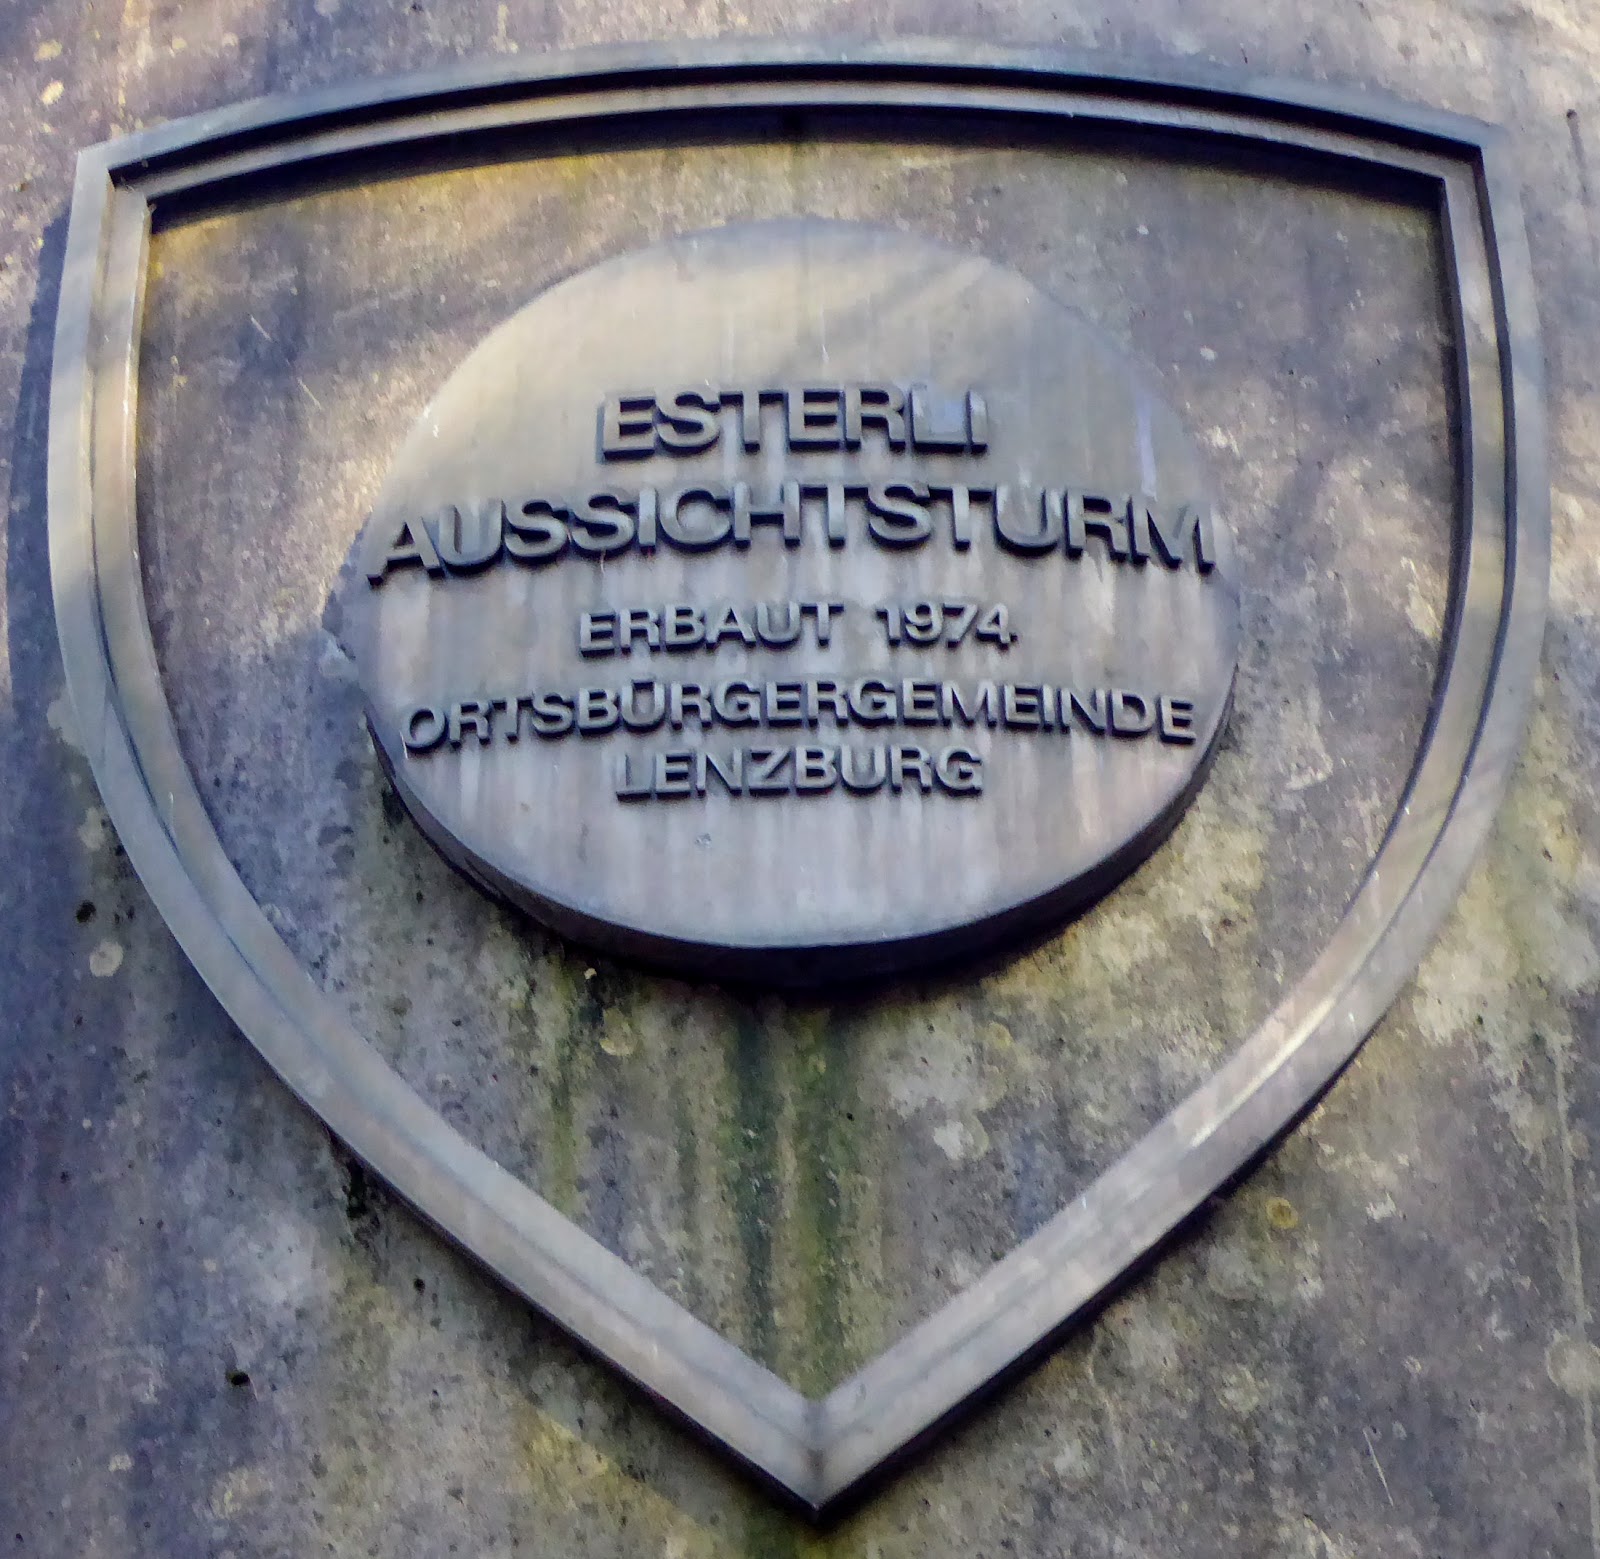 ESTERLI
AUSSICHTSTURM
ERBAUT 1974
ORTSBÜRGERGEMEINDE
LENZBURG